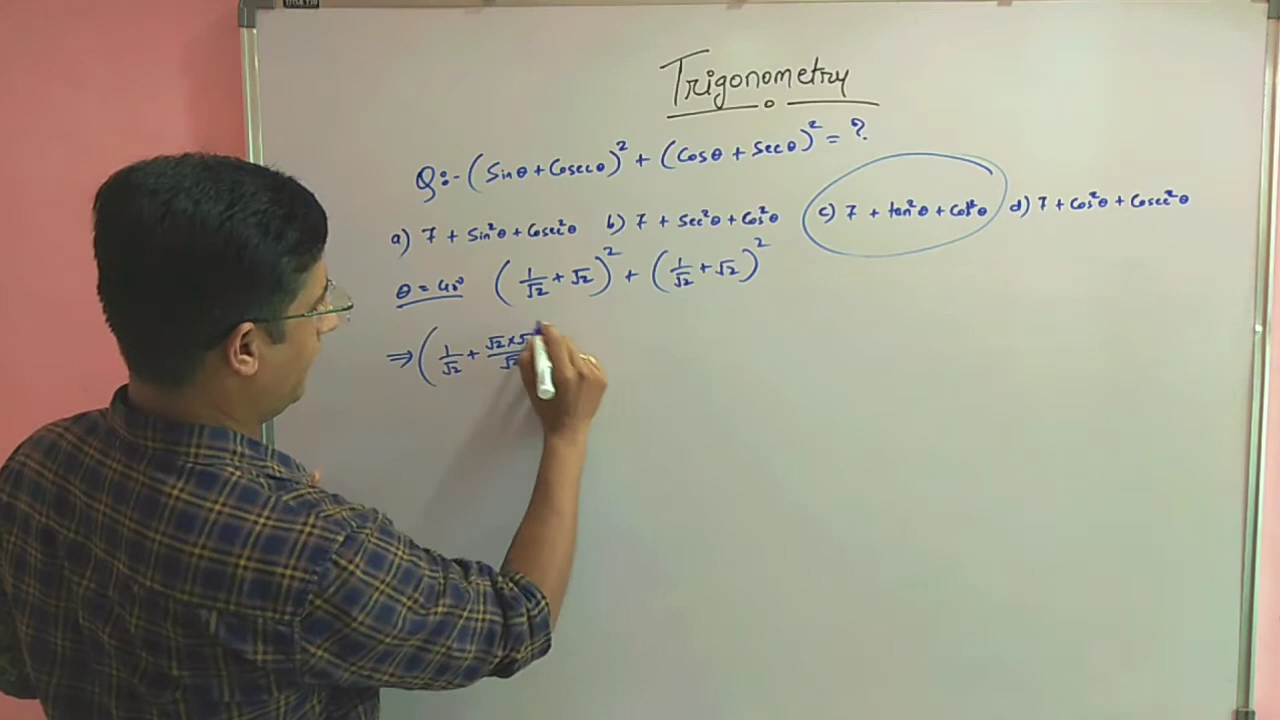 Trigonometry
Q:- (Sinθ + Cosecθ)² + (Cosθ + Secθ)² = ?
a) 7 + Sin²θ + Cosec²θ b) 7 + Sec²θ + Cos²θ c) 7 + tan²θ + Cot²θ d) 7 + Cos²θ + Cosec²θ
(1/√2 + √2)² + (1/√2 + √2)²
⇒ (1/√2 + √2×